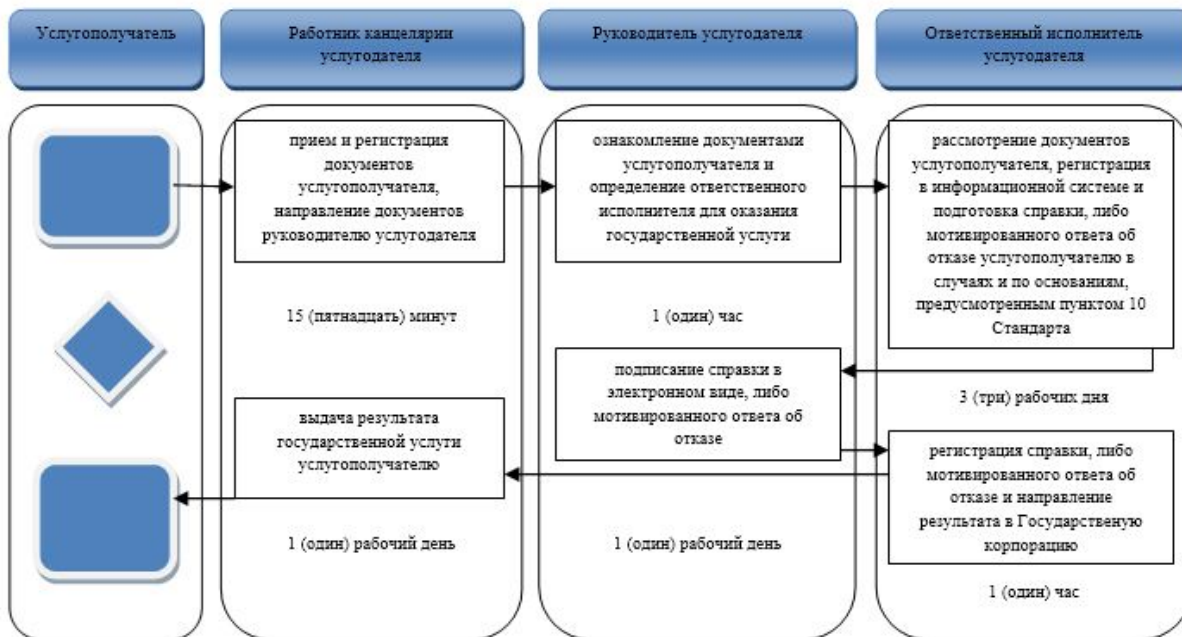 Услугополучатель
Работник канцелярии
услугодателя
Руководитель услугодателя
Ответственный исполнитель
услугодателя
прием и регистрация
документов
услугополучателя,
направление документов
руководителю услугодателя
15 (пятнадцать) минут
ознакомление документами
услугополучателя и
определение ответственного
исполнителя для оказания
государственной услуги
1 (один) час
рассмотрение документов
услугополучателя, регистрация
в информационной системе и
подготовка справки, либо
мотивированного ответа об
отказе услугополучателю в
случаях и по основаниям,
предусмотренным пунктом 10
Стандарта
3 (три) рабочих дня
подписание справки в
электронном виде, либо
мотивированного ответа об
отказе
1 (один) рабочий день
регистрация справки, либо
мотивированного ответа об
отказе и направление
результата в Государственую
корпорацию
1 (один) час
выдача результата
государственной услуги
услугополучателю
1 (один) рабочий день